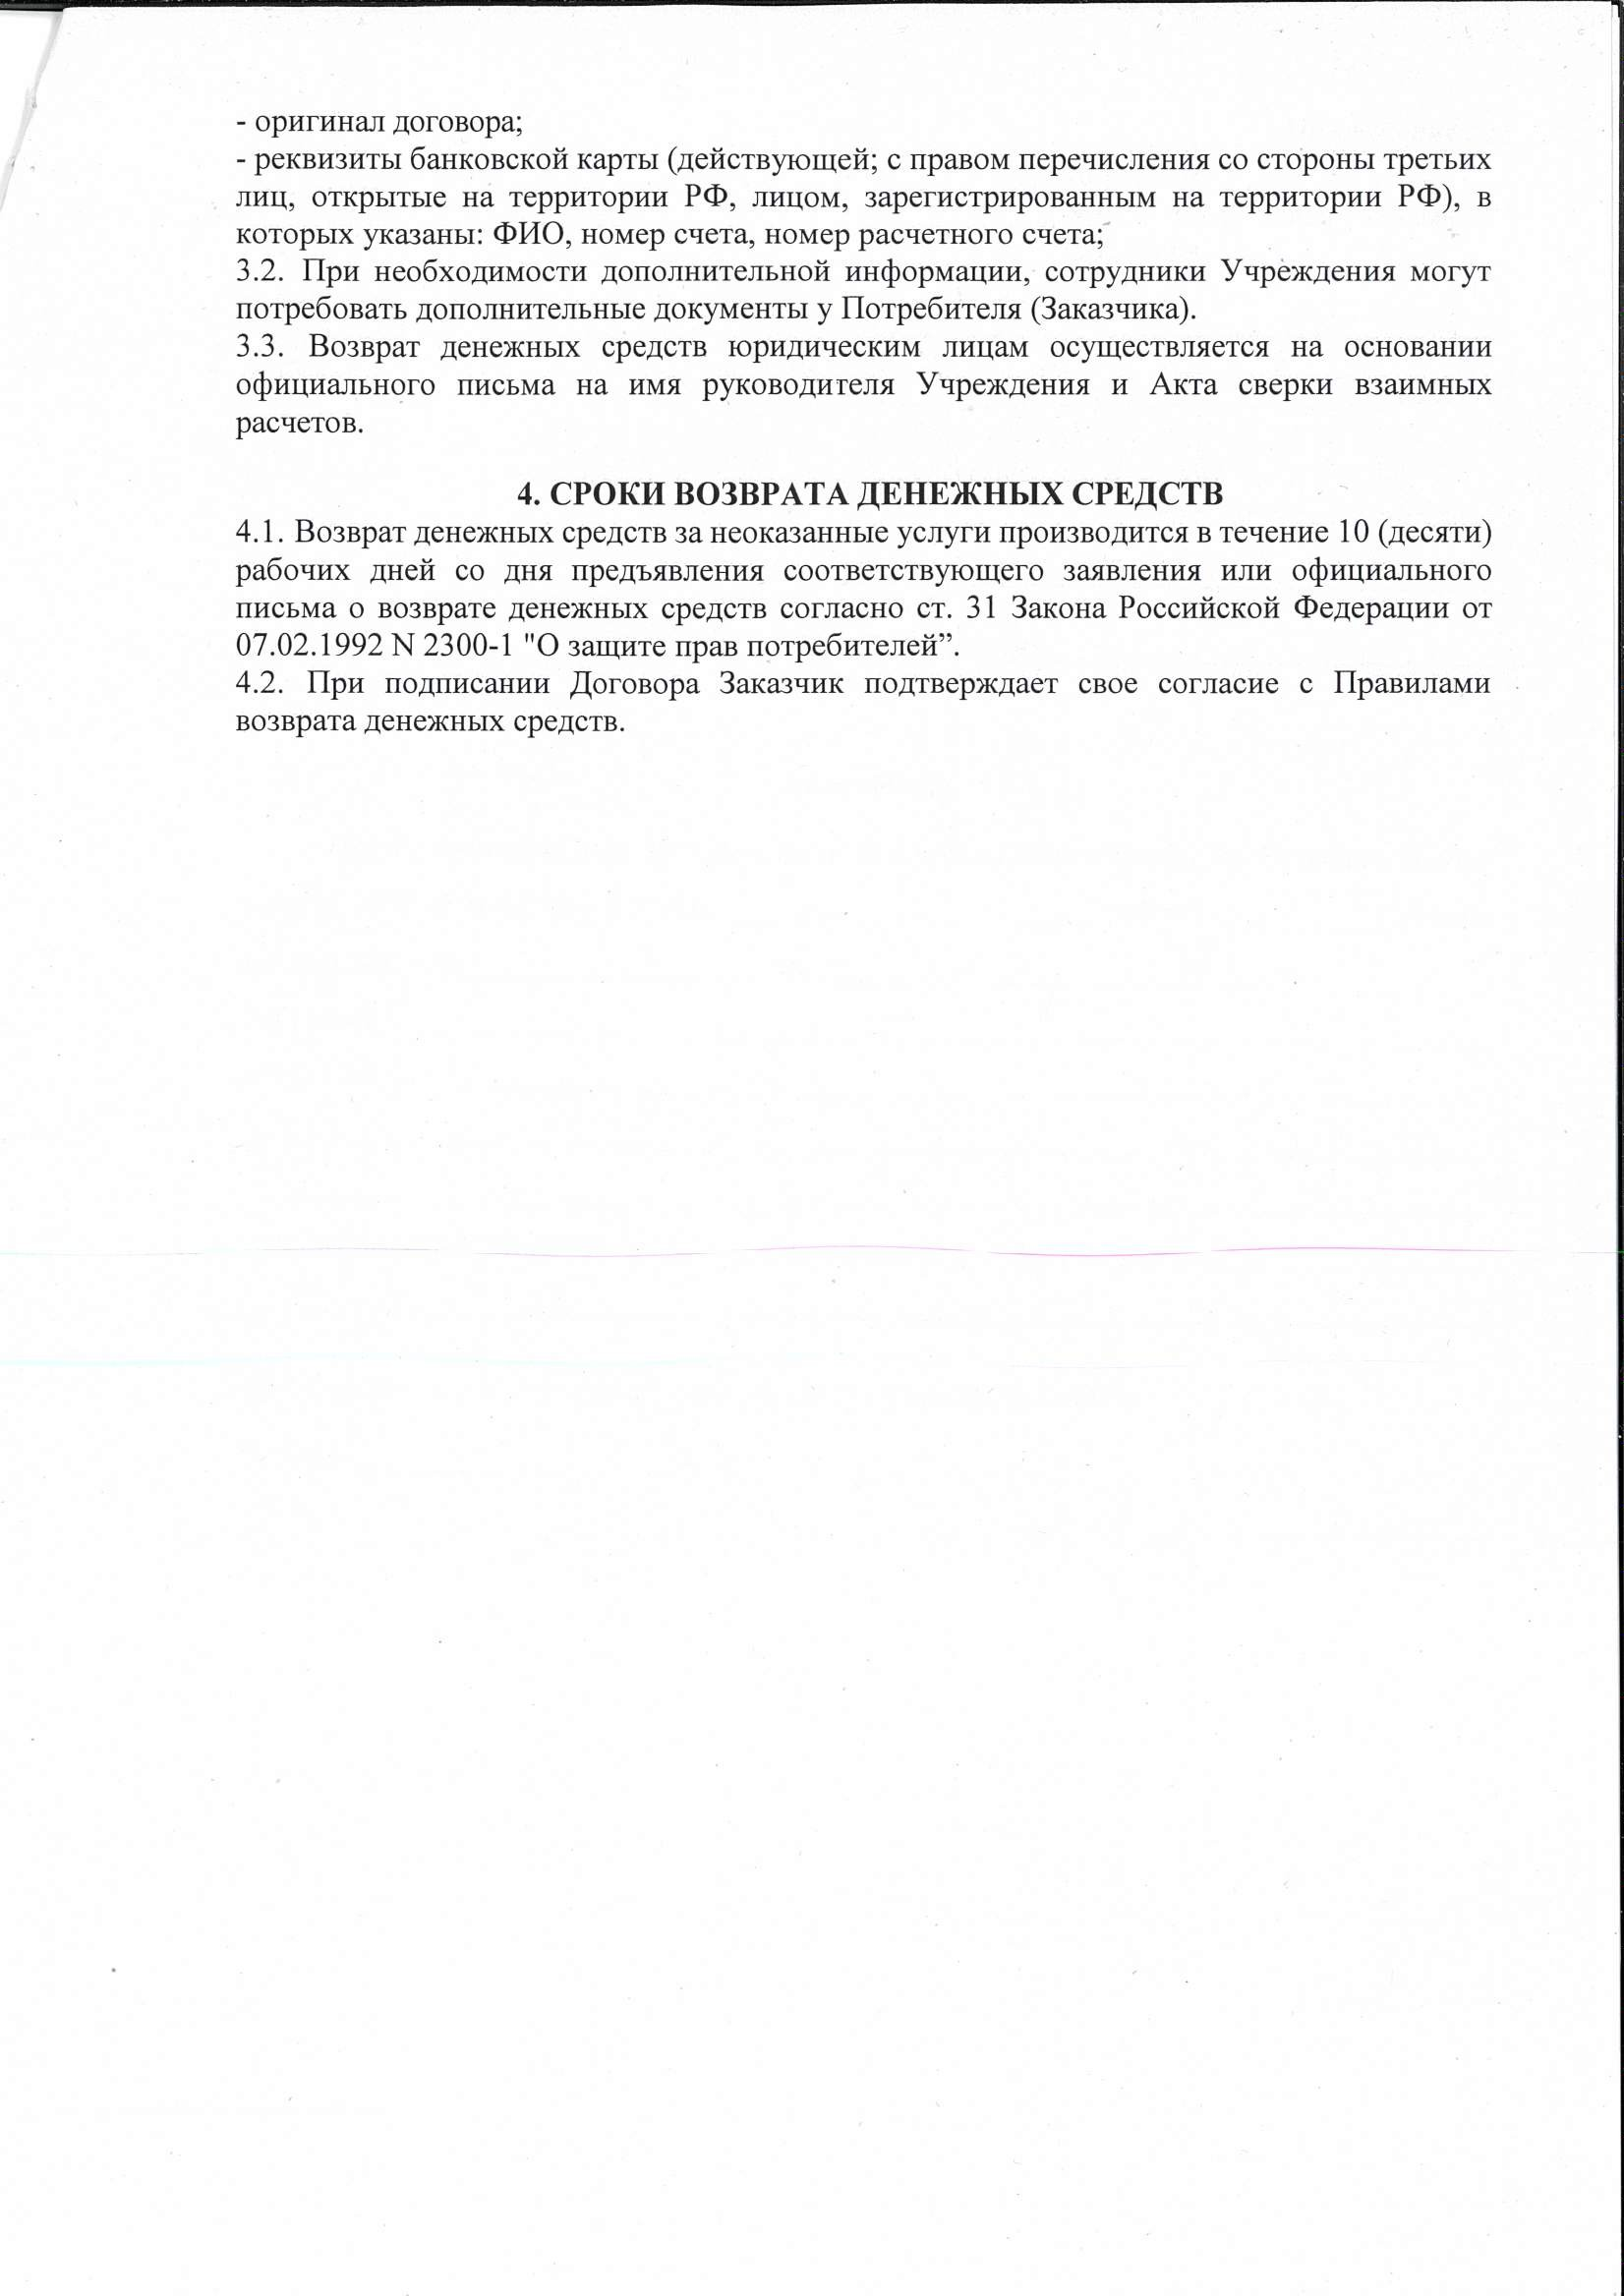 - оригинал договора;
- реквизиты банковской карты (действующей; с правом перечисления со стороны третьих
лиц, открытые на территории РФ, лицом, зарегистрированным на территории РФ), в
которых указаны: ФИО, номер счета, номер расчетного счета;
3.2. При необходимости дополнительной информации, сотрудники Учреждения могут
потребовать дополнительные документы у Потребителя (Заказчика).
3.3. Возврат денежных средств юридическим лицам осуществляется на основании
официального письма на имя руководителя Учреждения и Акта сверки взаимных
расчетов.
4. СРОКИ ВОЗВРАТА ДЕНЕЖНЫХ СРЕДСТВ
4.1. Возврат денежных средств за неоказанные услуги производится в течение 10 (десяти)
рабочих дней со дня предъявления соответствующего заявления или официального
письма о возврате денежных средств согласно ст. 31 Закона Российской Федерации от
07.02.1992 N 2300-1 "О защите прав потребителей”.
4.2. При подписании Договора Заказчик подтверждает свое согласие с Правилами
возврата денежных средств.